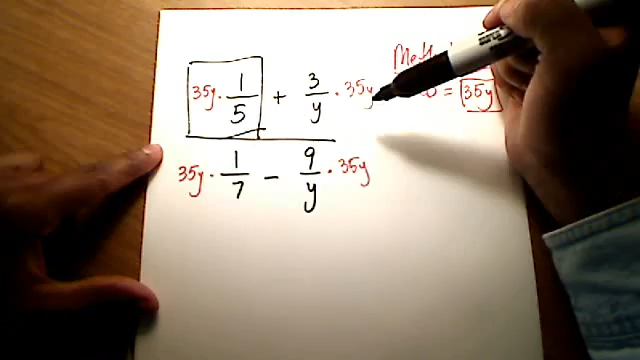 35y · 1/5 + 3/y · 35y
35y · 1/7 − 9/y · 35y
= 35y